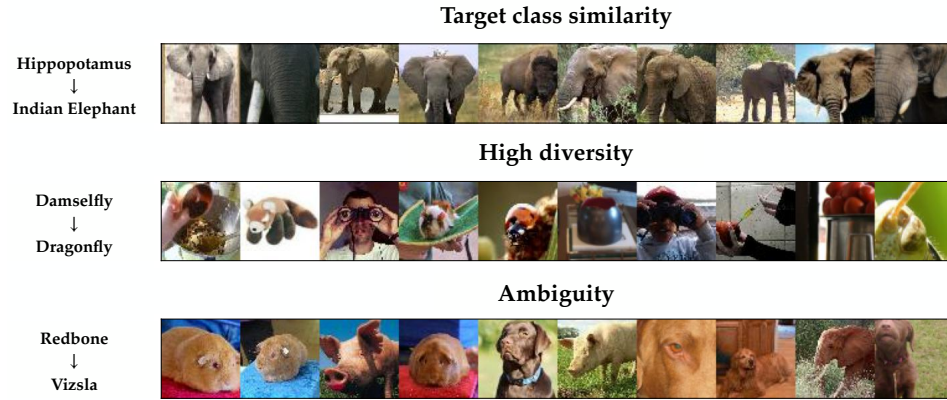 Target class similarity
Hippopotamus
↓
Indian Elephant
High diversity
Damselfly
↓
Dragonfly
Ambiguity
Redbone
↓
Vizsla